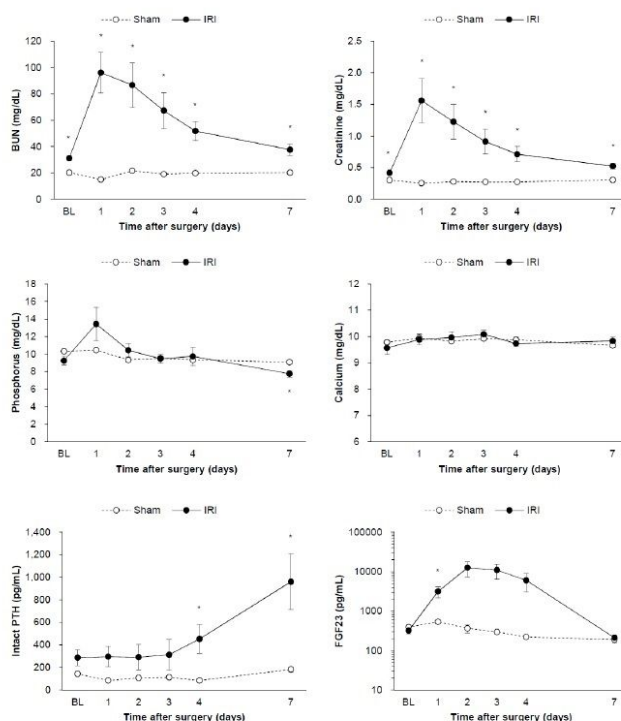 Sham IRI
120
100
80
60
40
20
0
BUN (mg/dL)
* * * * * *
BL 1 2 3 4 7
Time after surgery (days)
Sham IRI
2.5
2.0
1.5
1.0
0.5
0.0
Creatinine (mg/dL)
* * * * * *
BL 1 2 3 4 7
Time after surgery (days)
Sham IRI
18
16
14
12
10
8
6
4
2
0
Phosphorus (mg/dL)
*
BL 1 2 3 4 7
Time after surgery (days)
Sham IRI
12
11
10
9
8
7
6
Calcium (mg/dL)
BL 1 2 3 4 7
Time after surgery (days)
Sham IRI
1,400
1,200
1,000
800
600
400
200
0
Intact PTH
(pg/mL)
* *
BL 1 2 3 4 7
Time after surgery (days)
Sham IRI
100000
10000
1000
100
10
FGF23
(pg/mL)
*
BL 1 2 3 4 7
Time after surgery (days)